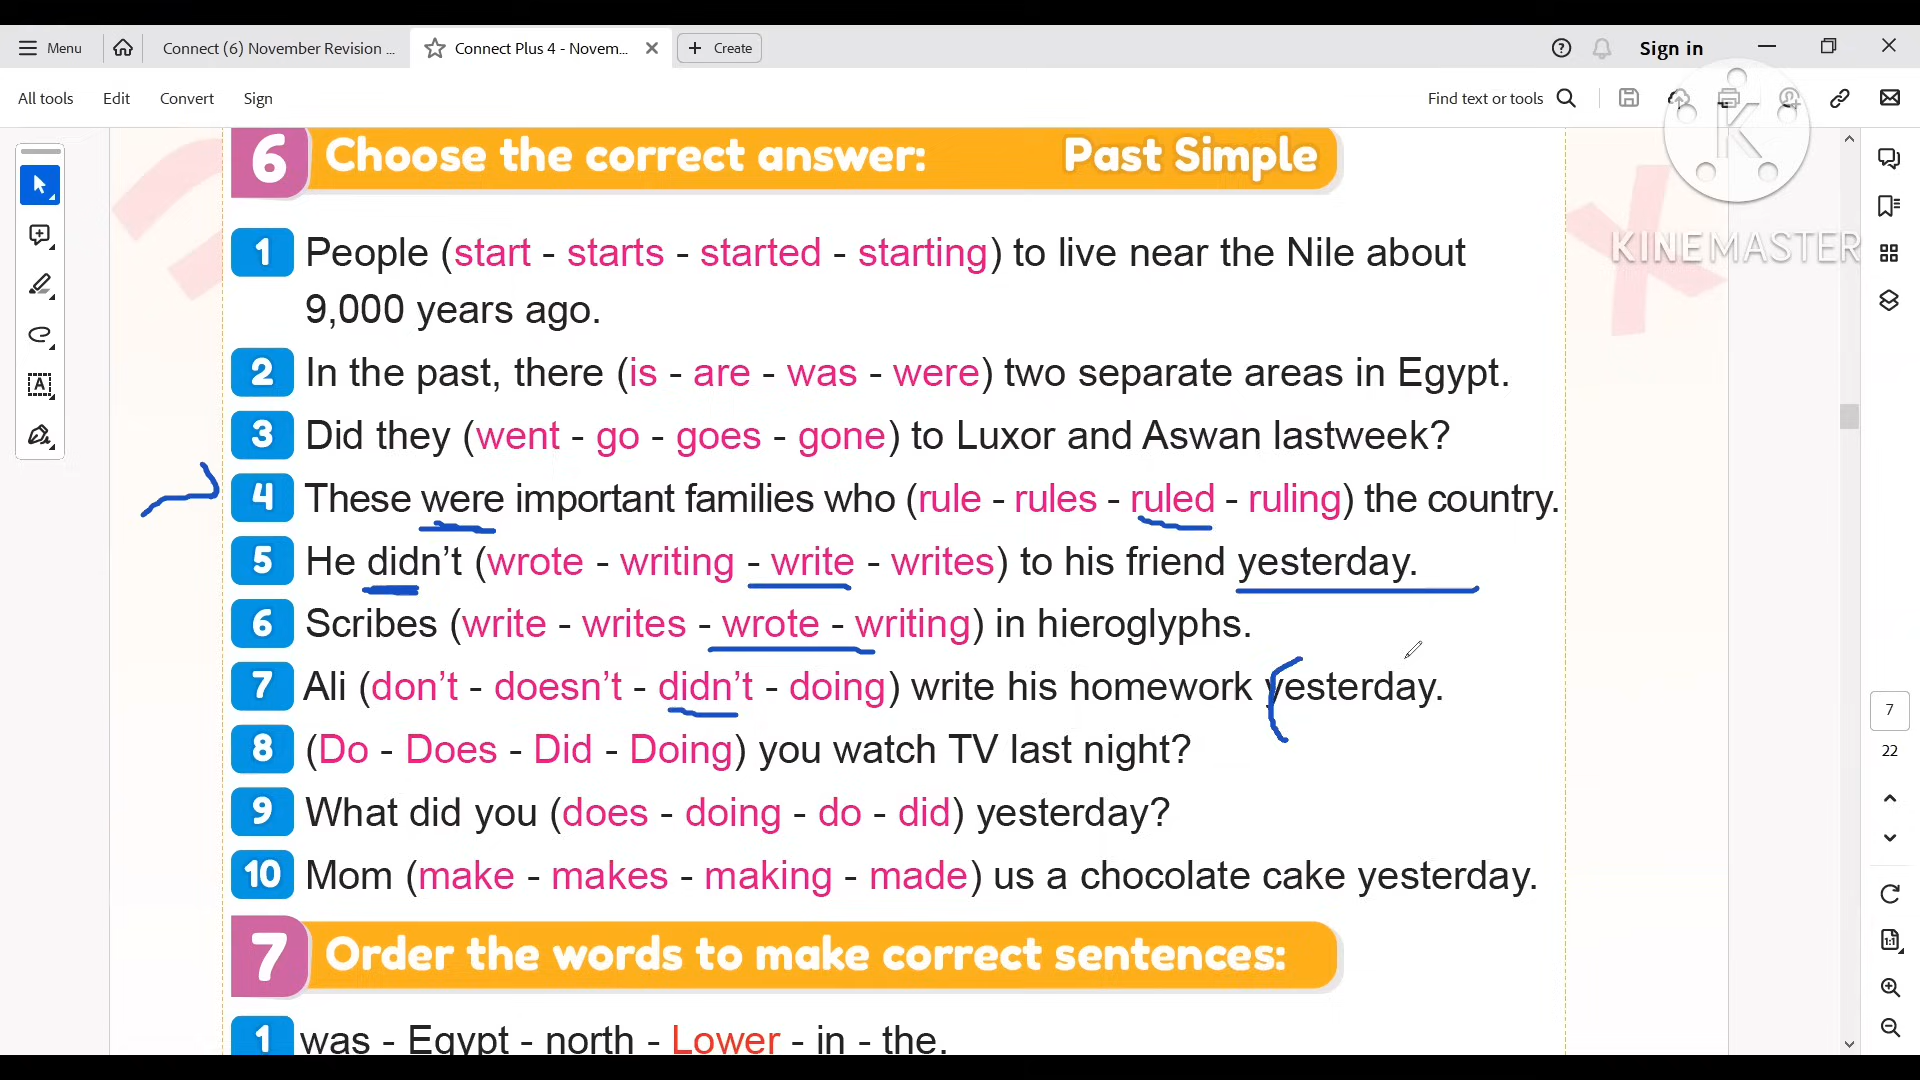 Menu
Connect (6) November Revision ...
Connect Plus 4 - Novem...
Create
Sign in
All tools
Edit
Convert
Sign
Find text or tools
KINEMASTER
6 Choose the correct answer: Past Simple
1 People (start - starts - started - starting) to live near the Nile about
9,000 years ago.
2 In the past, there (is - are - was - were) two separate areas in Egypt.
3 Did they (went - go - goes - gone) to Luxor and Aswan lastweek?
4 These were important families who (rule - rules - ruled - ruling) the country.
5 He didn't (wrote - writing - write - writes) to his friend yesterday.
6 Scribes (write - writes - wrote - writing) in hieroglyphs.
7 Ali (don't - doesn't - didn't - doing) write his homework yesterday.
8 (Do - Does - Did - Doing) you watch TV last night?
9 What did you (does - doing - do - did) yesterday?
10 Mom (make - makes - making - made) us a chocolate cake yesterday.
7 Order the words to make correct sentences:
1 was - Egypt - north - Lower - in - the.
7
22